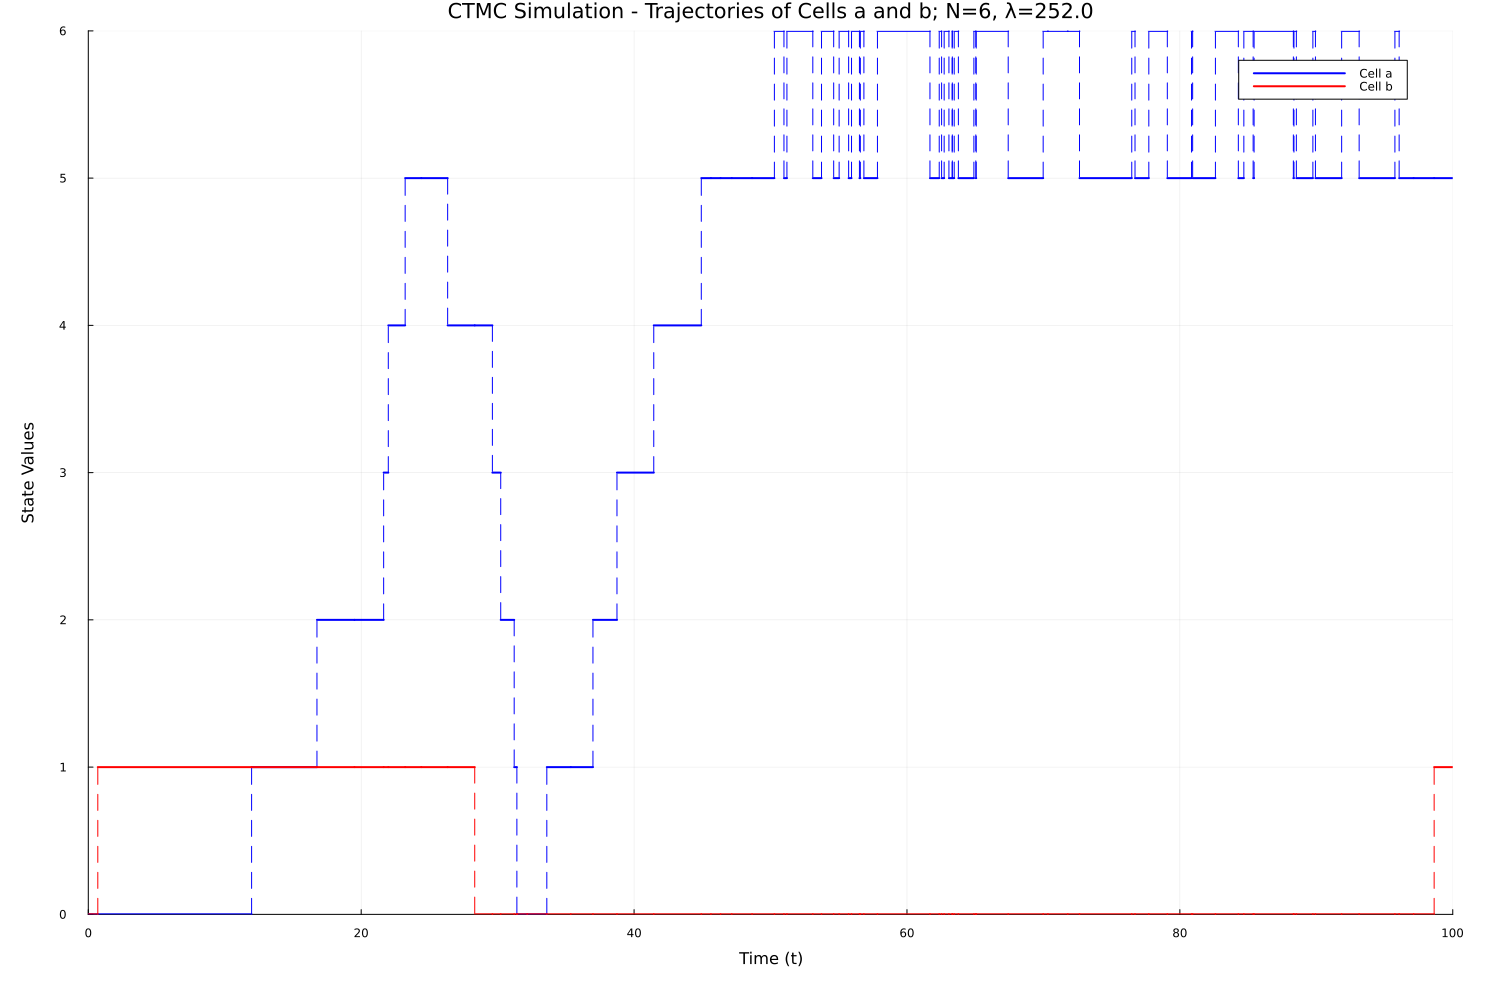 CTMC Simulation - Trajectories of Cells a and b; N=6, λ=252.0
6
Cell a
Cell b
5
4
State Values
3
2
1
0
0 20 40 60 80 100
Time (t)